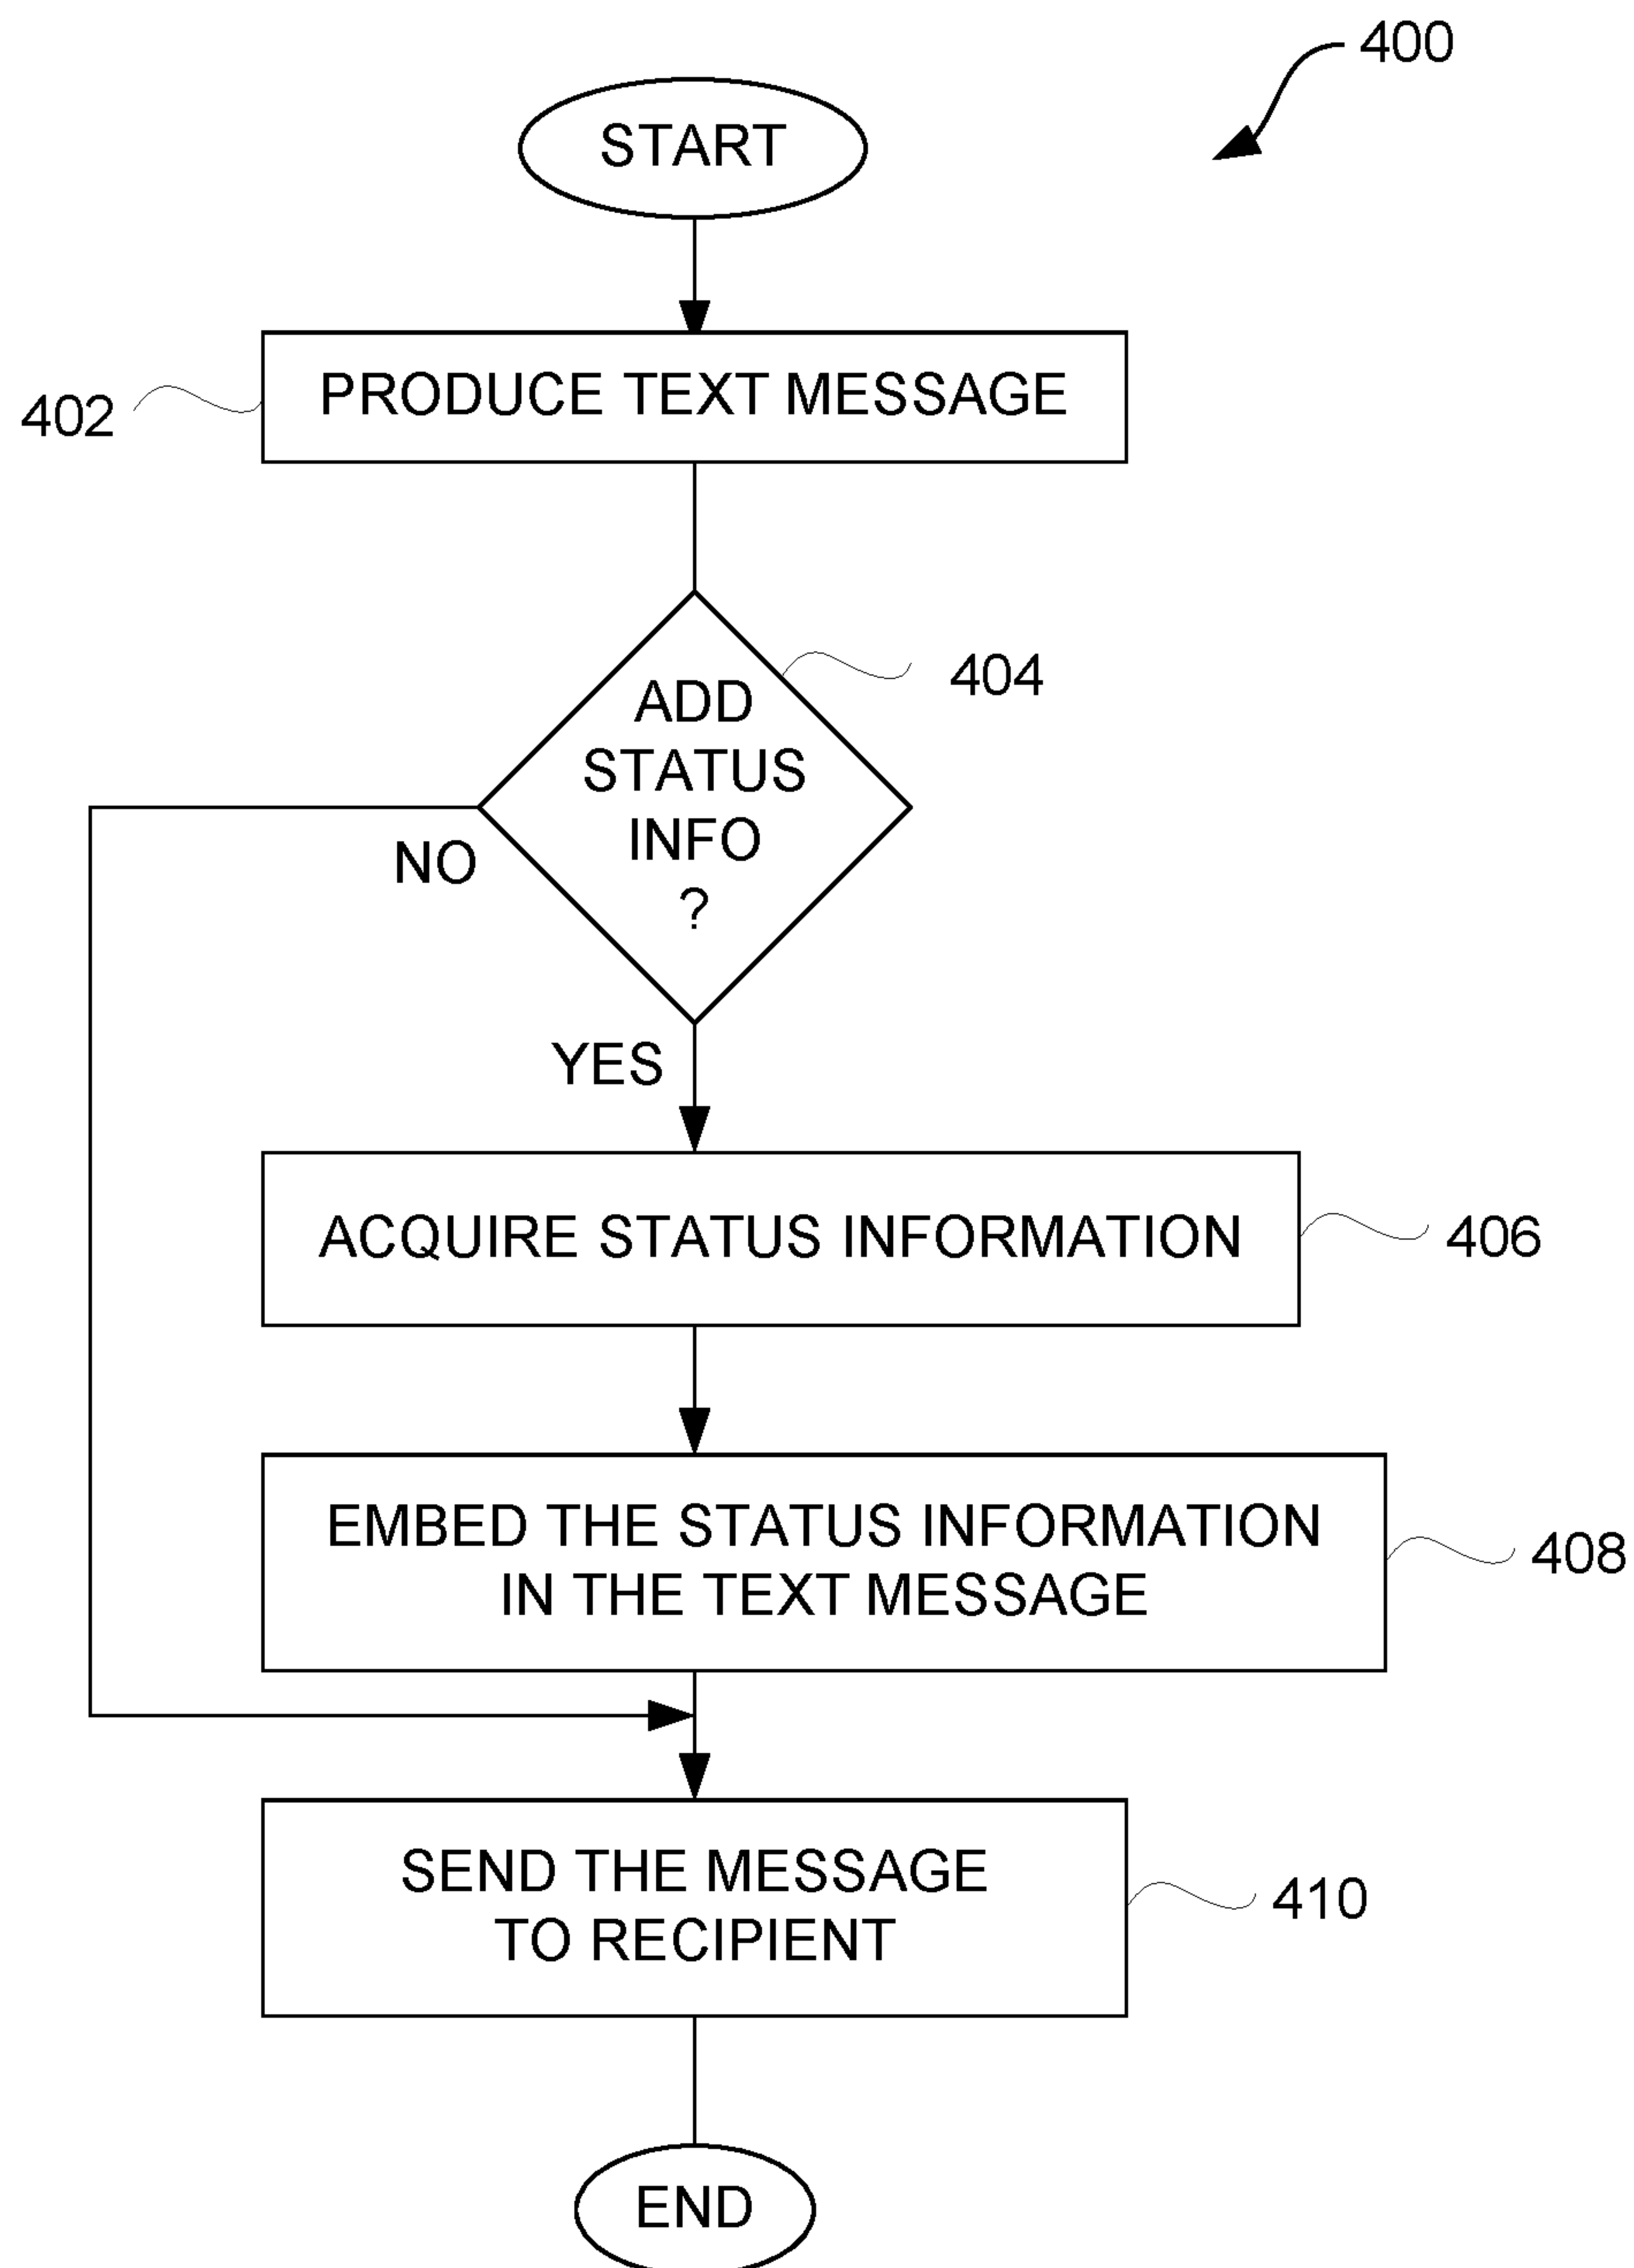 400
START
402
PRODUCE TEXT MESSAGE
404
ADD
STATUS
INFO
?
NO
YES
ACQUIRE STATUS INFORMATION
406
EMBED THE STATUS INFORMATION
IN THE TEXT MESSAGE
408
SEND THE MESSAGE
TO RECIPIENT
410
END